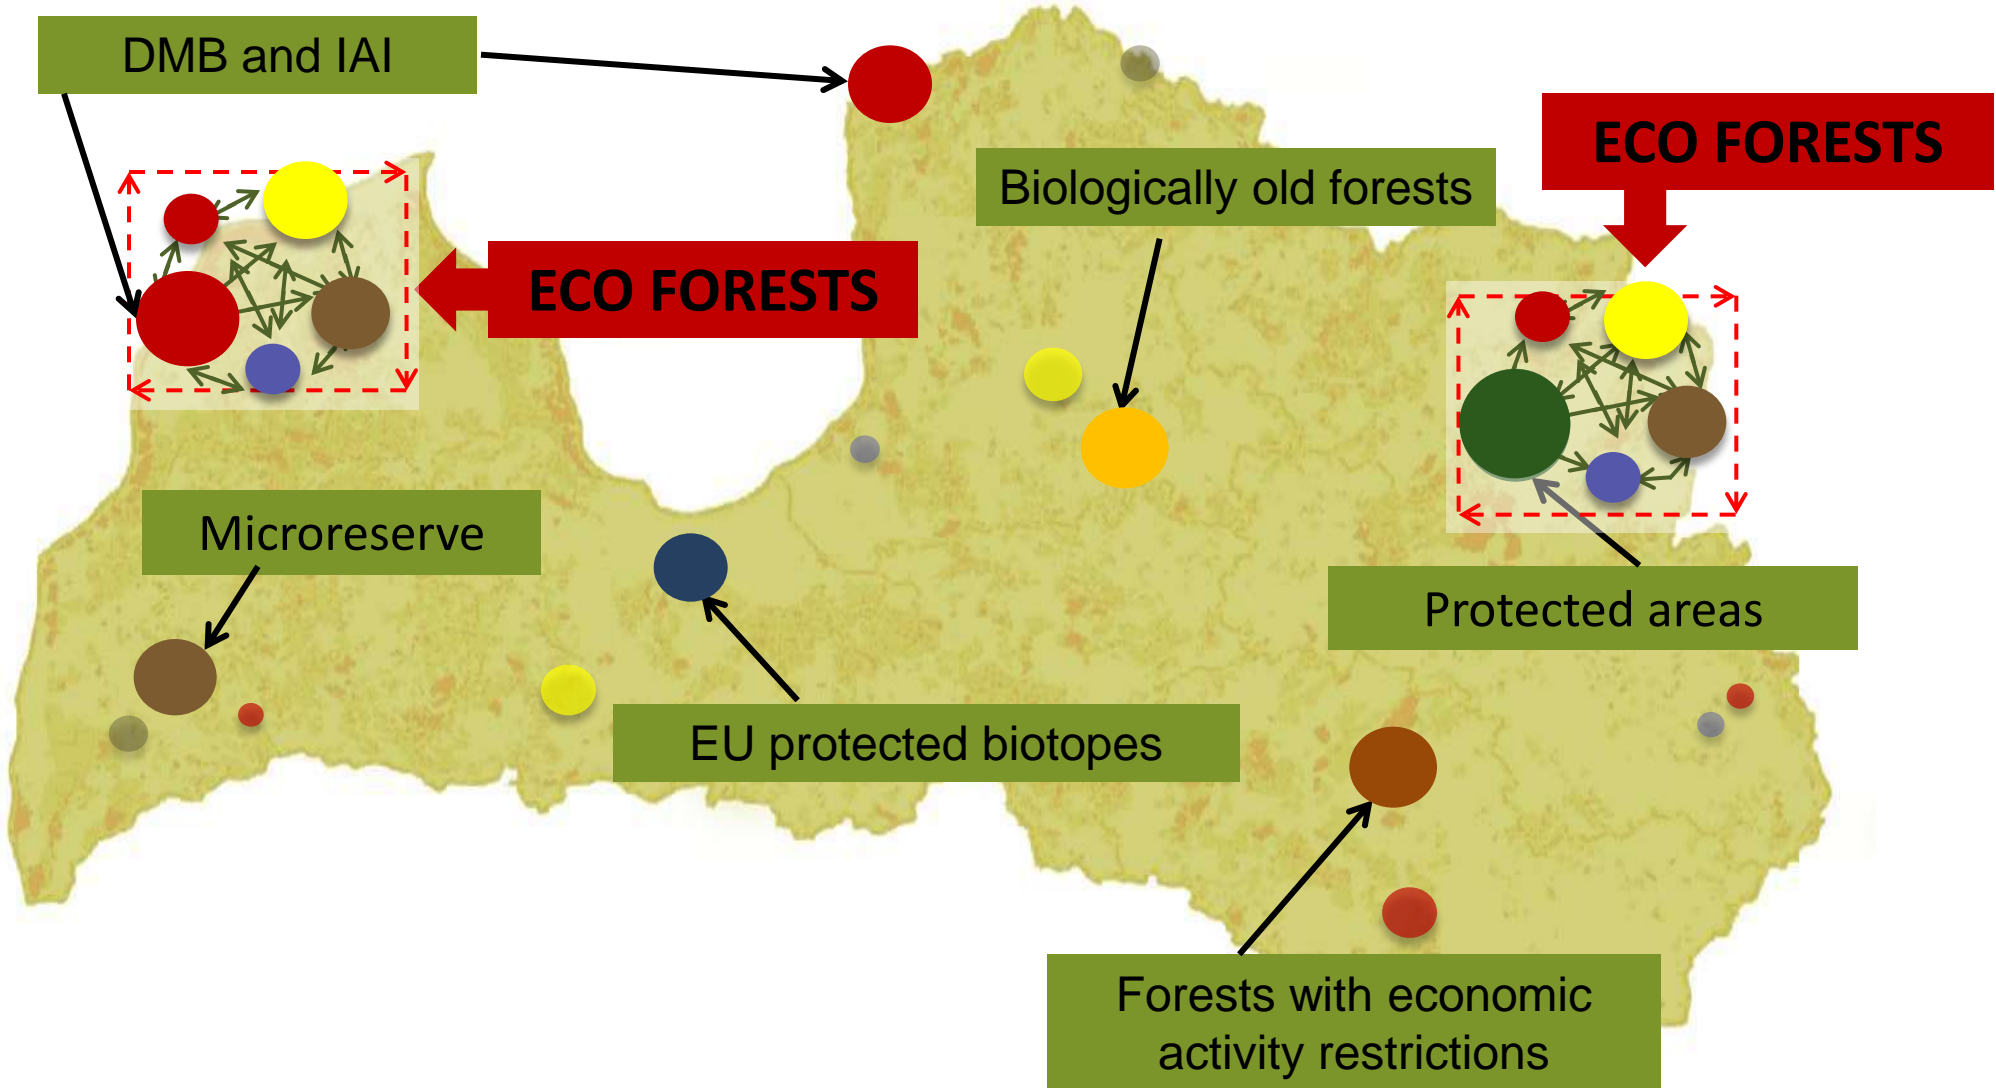 DMB and IAI
ECO FORESTS
Biologically old forests
ECO FORESTS
Microreserve
Protected areas
EU protected biotopes
Forests with economic
activity restrictions